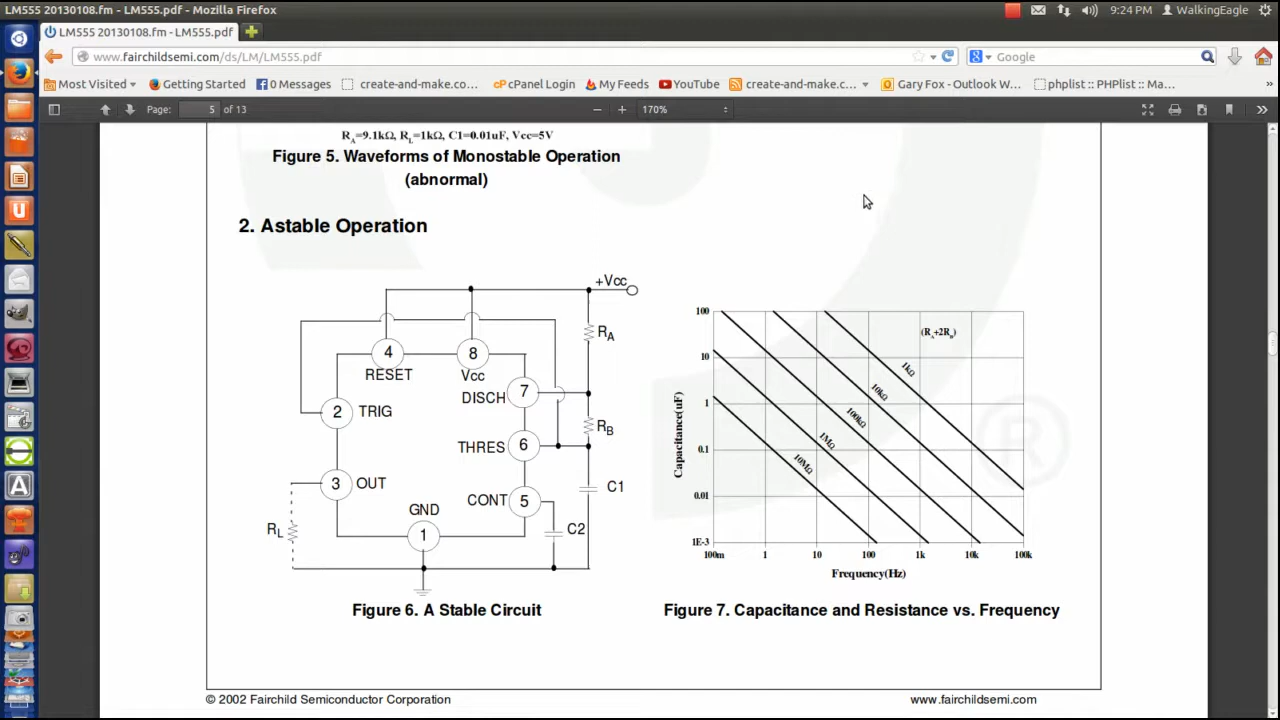 LM555 20130108.fm - LM555.pdf - Mozilla Firefox
9:24 PM WalkingEagle
LM555 20130108.fm - LM555.pdf
www.fairchildsemi.com/ds/LM/LM555.pdf
Google
Most Visited Getting Started 0 Messages create-and-make.co... cPanel Login My Feeds YouTube create-and-make.c... Gary Fox - Outlook W... phplist :: PHPlist :: Ma...
Page: 5 of 13 170%
RA=9.1kΩ, RL=1kΩ, C1=0.01uF, Vcc=5V
Figure 5. Waveforms of Monostable Operation
(abnormal)
2. Astable Operation
+Vcc
RA
4
8
RESET
Vcc
7
DISCH
2
TRIG
RB
6
THRES
3
OUT
C1
CONT
5
GND
RL
1
C2
Figure 6. A Stable Circuit
100
10
1
0.1
0.01
1E-3
Capacitance(uF)
(RA+2RB)
1kΩ
10kΩ
100kΩ
1MΩ
10MΩ
100m 1 10 100 1k 10k 100k
Frequency(Hz)
Figure 7. Capacitance and Resistance vs. Frequency
© 2002 Fairchild Semiconductor Corporation
www.fairchildsemi.com